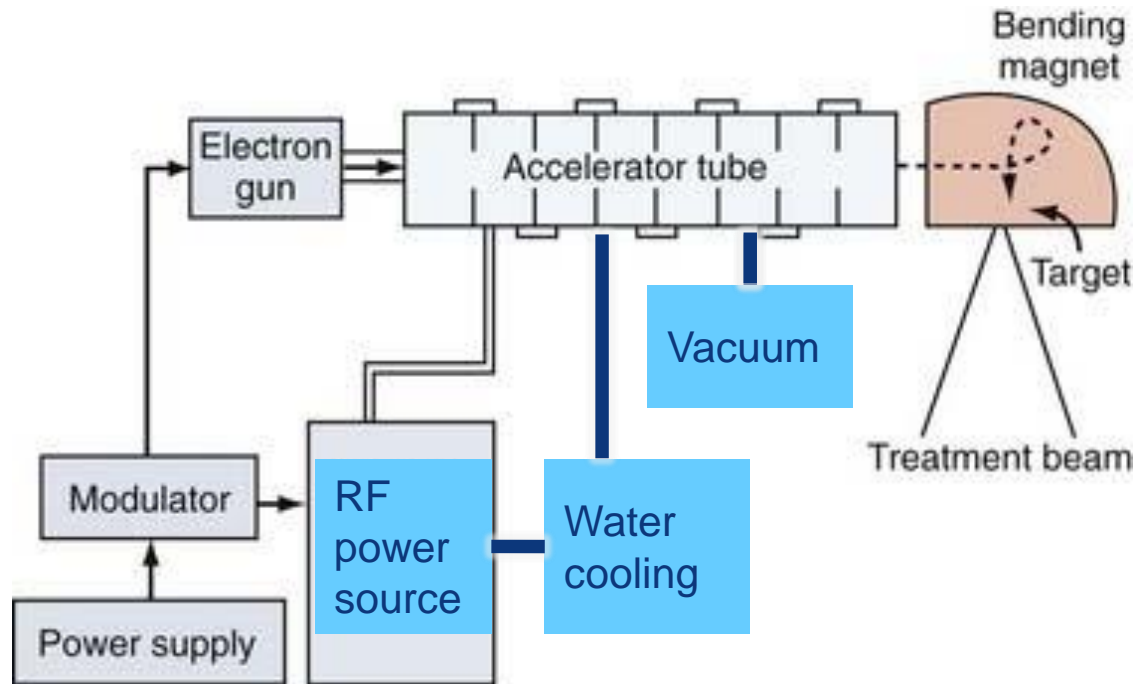 Bending
magnet
Electron
gun
Accelerator tube
Target
Vacuum
Treatment beam
Modulator
RF
power
source
Water
cooling
Power supply